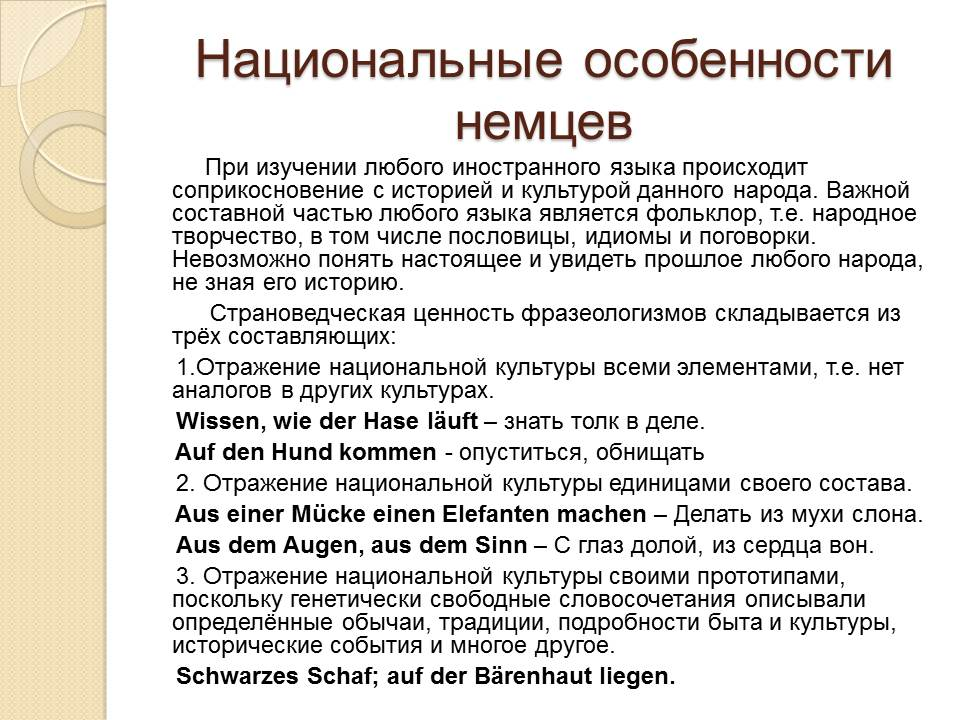 Национальные особенности
немцев
При изучении любого иностранного языка происходит
соприкосновение с историей и культурой данного народа. Важной
составной частью любого языка является фольклор, т.е. народное
творчество, в том числе пословицы, идиомы и поговорки.
Невозможно понять настоящее и увидеть прошлое любого народа,
не зная его историю.
Страноведческая ценность фразеологизмов складывается из
трёх составляющих:
1.Отражение национальной культуры всеми элементами, т.е. нет
аналогов в других культурах.
Wissen, wie der Hase läuft – знать толк в деле.
Auf den Hund kommen - опуститься, обнищать
2. Отражение национальной культуры единицами своего состава.
Aus einer Mücke einen Elefanten machen – Делать из мухи слона.
Aus dem Augen, aus dem Sinn – С глаз долой, из сердца вон.
3. Отражение национальной культуры своими прототипами,
поскольку генетически свободные словосочетания описывали
определённые обычаи, традиции, подробности быта и культуры,
исторические события и многое другое.
Schwarzes Schaf; auf der Bärenhaut liegen.